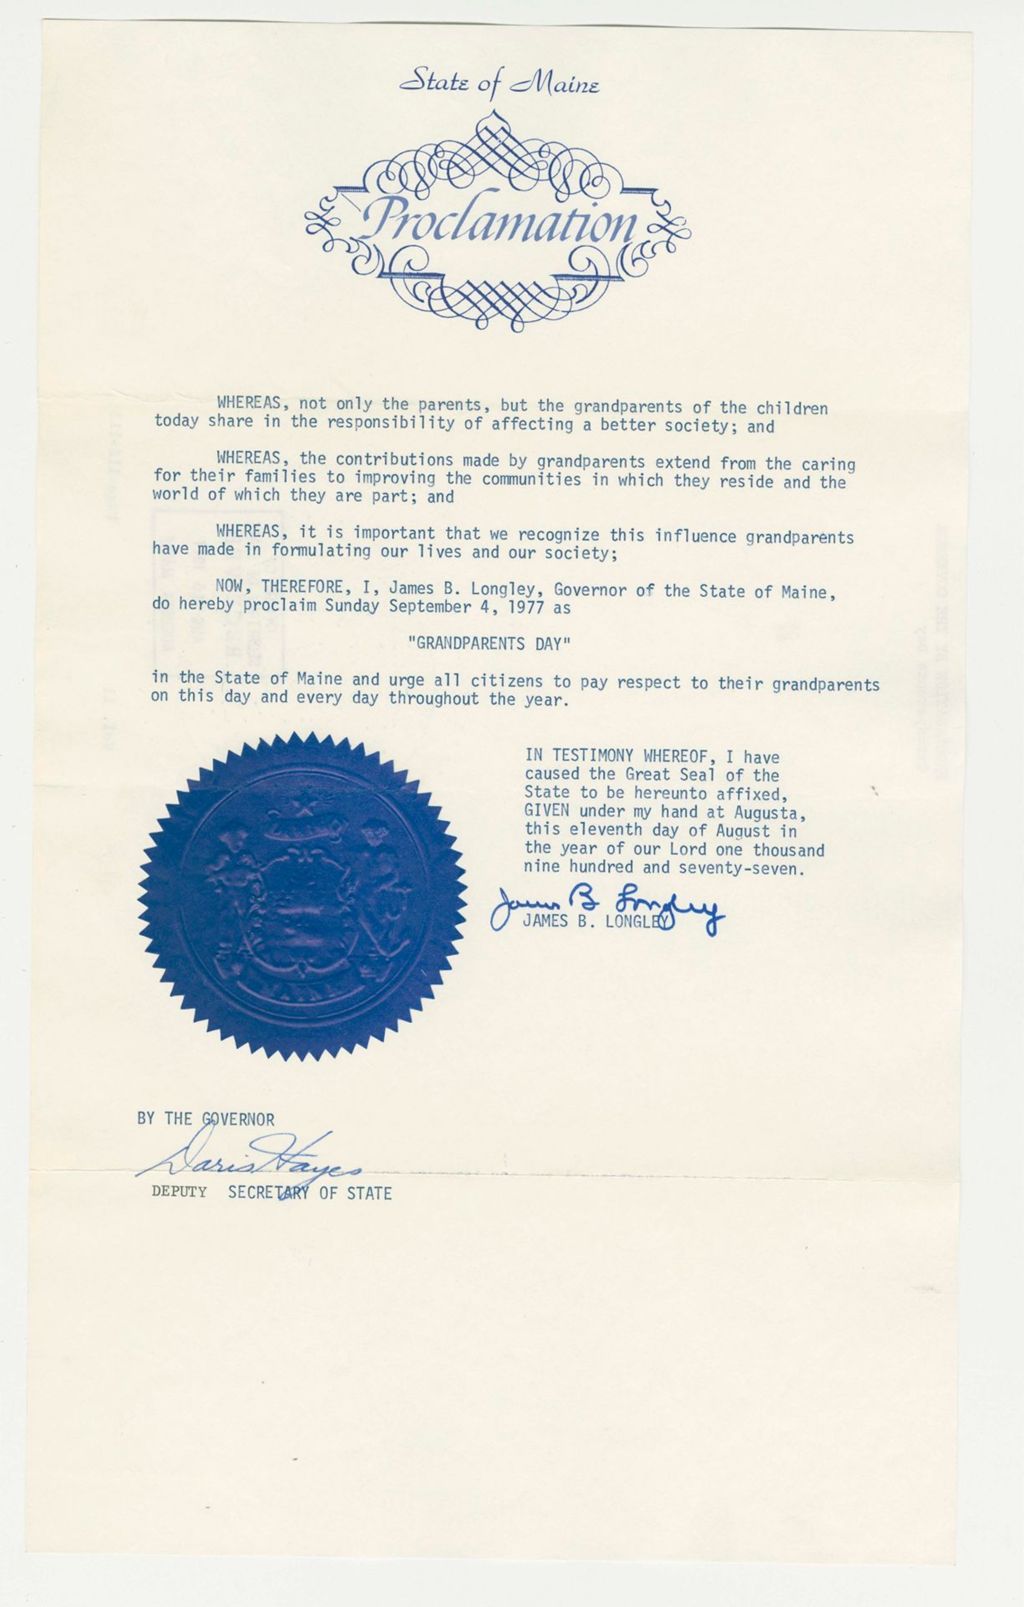 State of Maine
Proclamation
WHEREAS, not only the parents, but the grandparents of the children
today share in the responsibility of affecting a better society; and
WHEREAS, the contributions made by grandparents extend from the caring
for their families to improving the communities in which they reside and the
world of which they are part; and
WHEREAS, it is important that we recognize this influence grandparents
have made in formulating our lives and our society;
NOW, THEREFORE, I, James B. Longley, Governor of the State of Maine,
do hereby proclaim Sunday September 4, 1977 as
"GRANDPARENTS DAY"
in the State of Maine and urge all citizens to pay respect to their grandparents
on this day and every day throughout the year.
IN TESTIMONY WHEREOF, I have
caused the Great Seal of the
State to be hereunto affixed,
GIVEN under my hand at Augusta,
this eleventh day of August in
the year of our Lord one thousand
nine hundred and seventy-seven.
James B Longley
JAMES B. LONGLEY
BY THE GOVERNOR
Doris Hayes
DEPUTY SECRETARY OF STATE